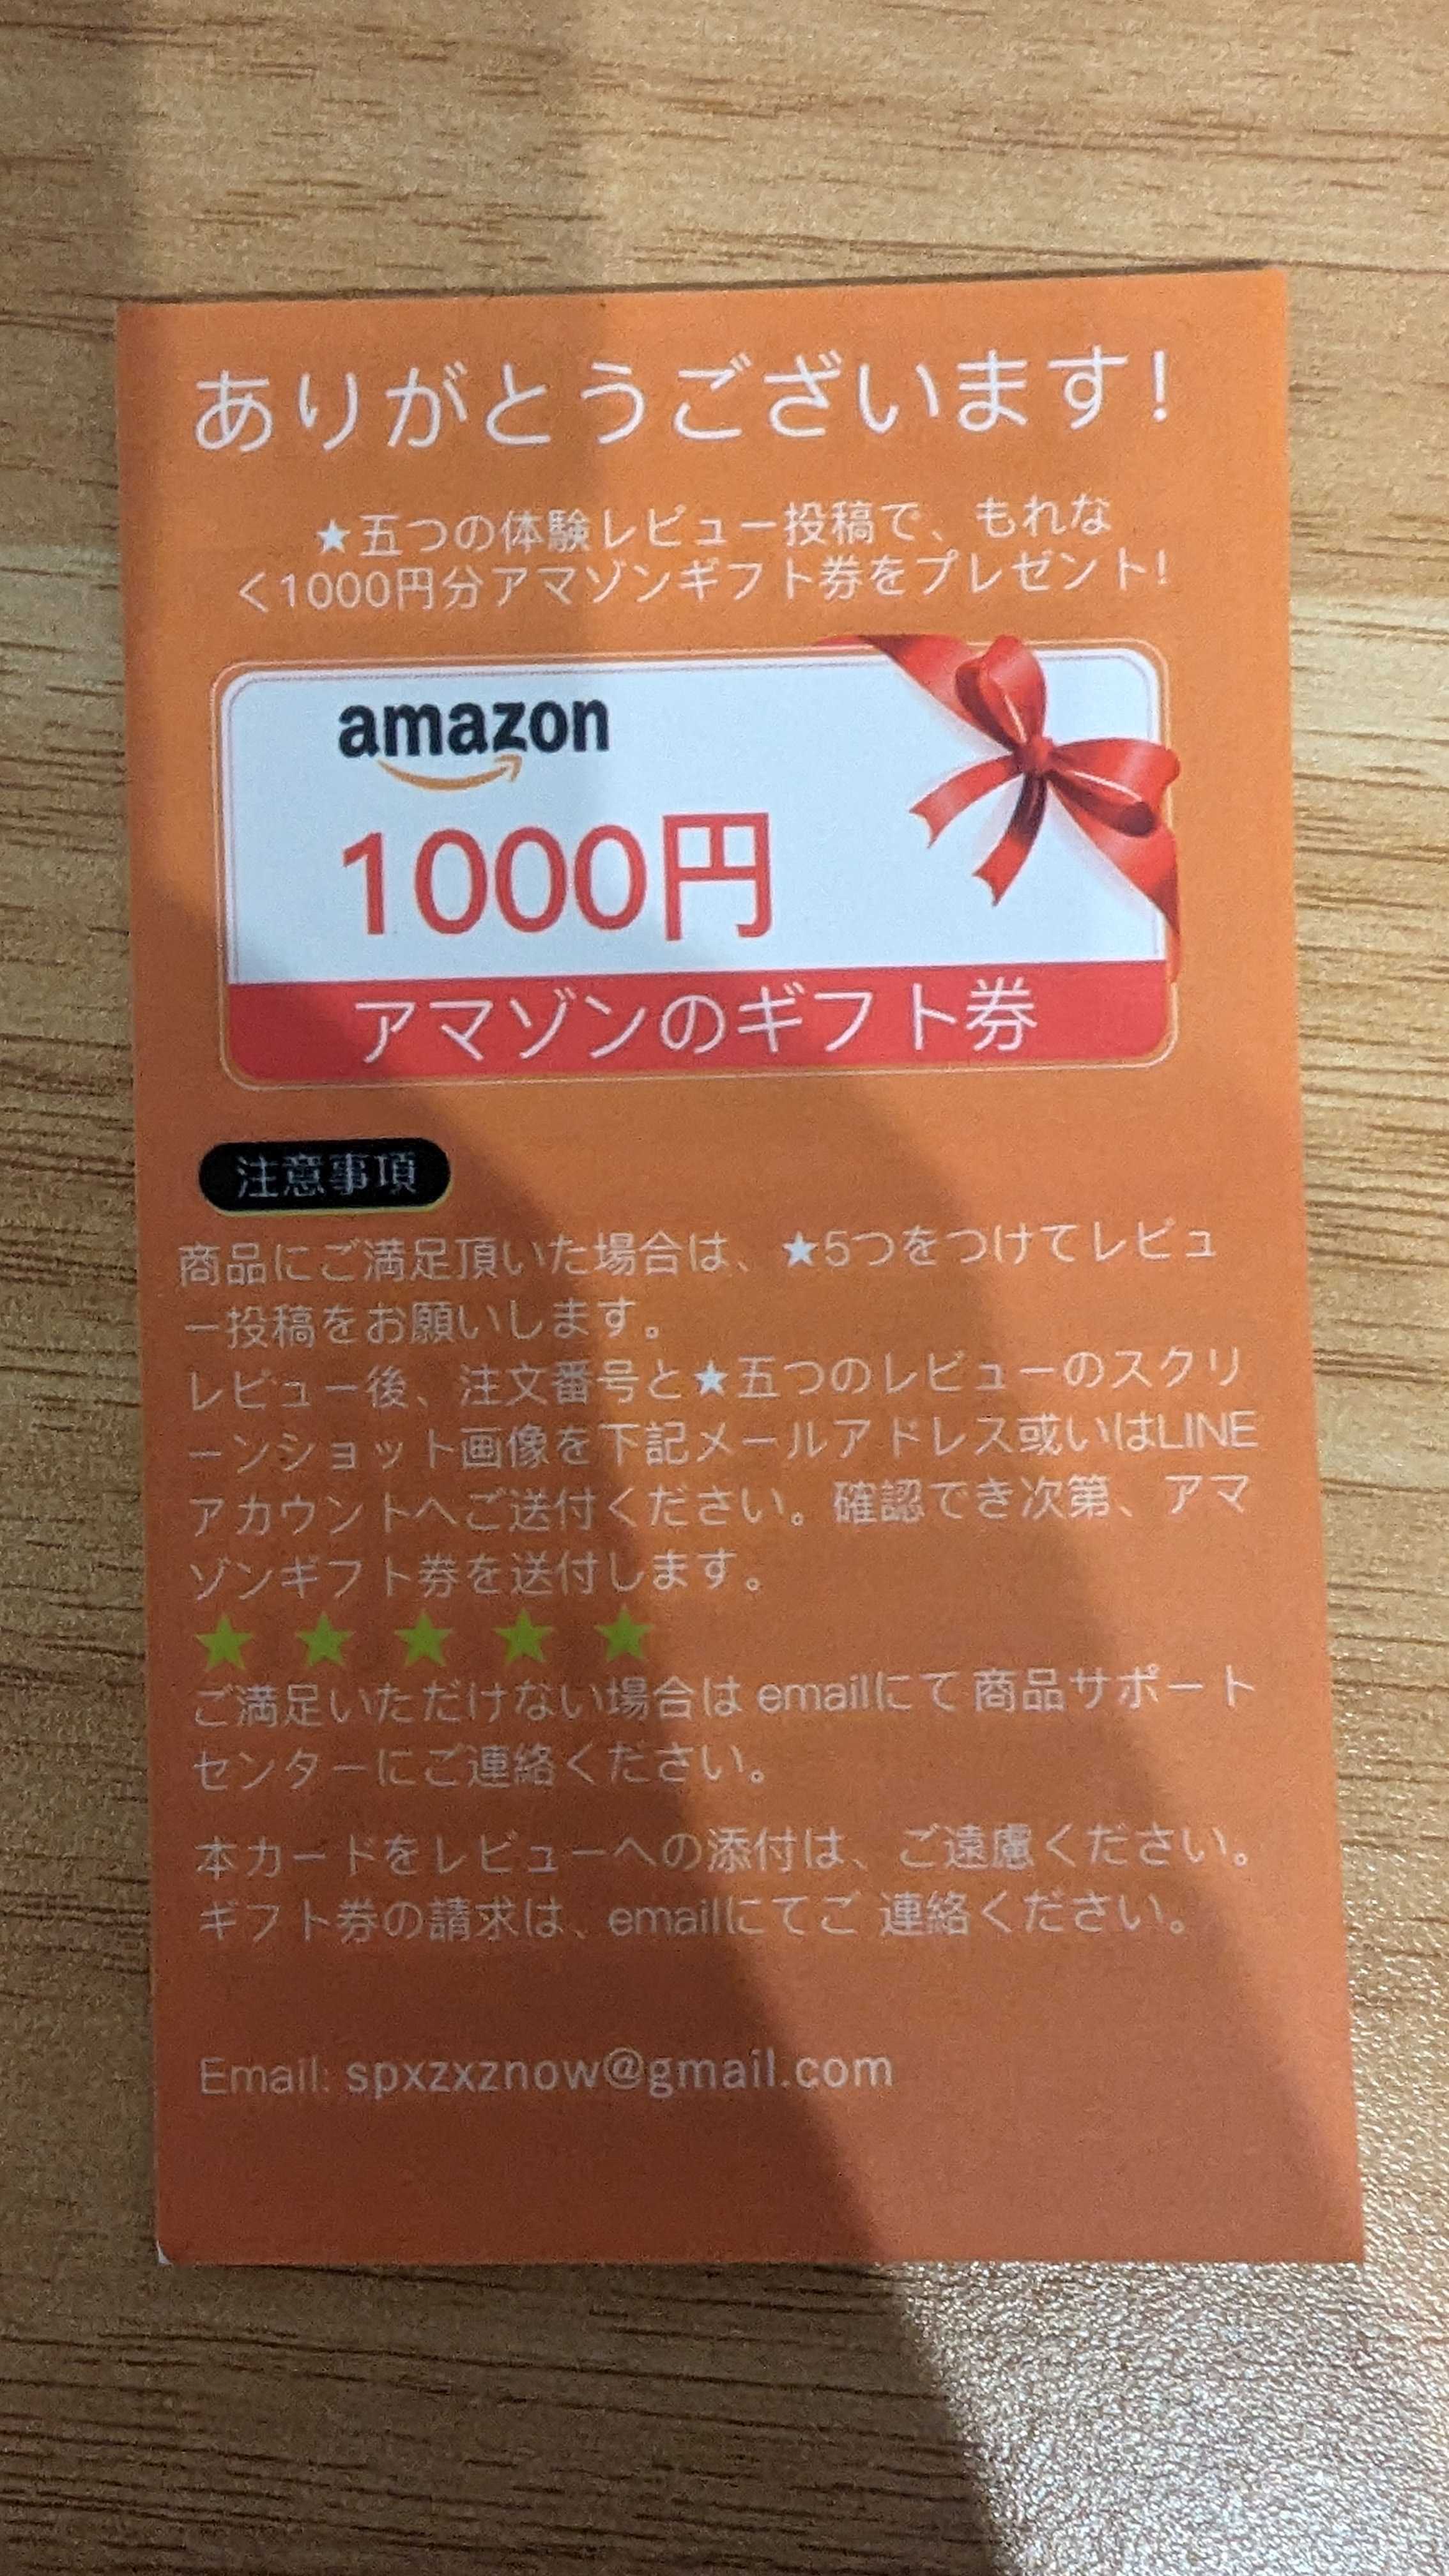 ありがとうございます!
★五つの体験レビュー投稿で、もれな
く1000円分アマゾンギフト券をプレゼント!
amazon
1000円
アマゾンのギフト券
注意事項
商品にご満足頂いた場合は、★5つをつけてレビュ
ー投稿をお願いします。
レビュー後、注文番号と★五つのレビューのスクリ
ーンショット画像を下記メールアドレス或いはLINE
アカウントへご送付ください。確認でき次第、アマ
ゾンギフト券を送付します。
★ ★ ★ ★ ★
ご満足いただけない場合は emailにて 商品サポート
センターにご連絡ください。
本カードをレビューへの添付は、ご遠慮ください。
ギフト券の請求は、emailにてご 連絡ください。
Email: spxzxznow@gmail.com